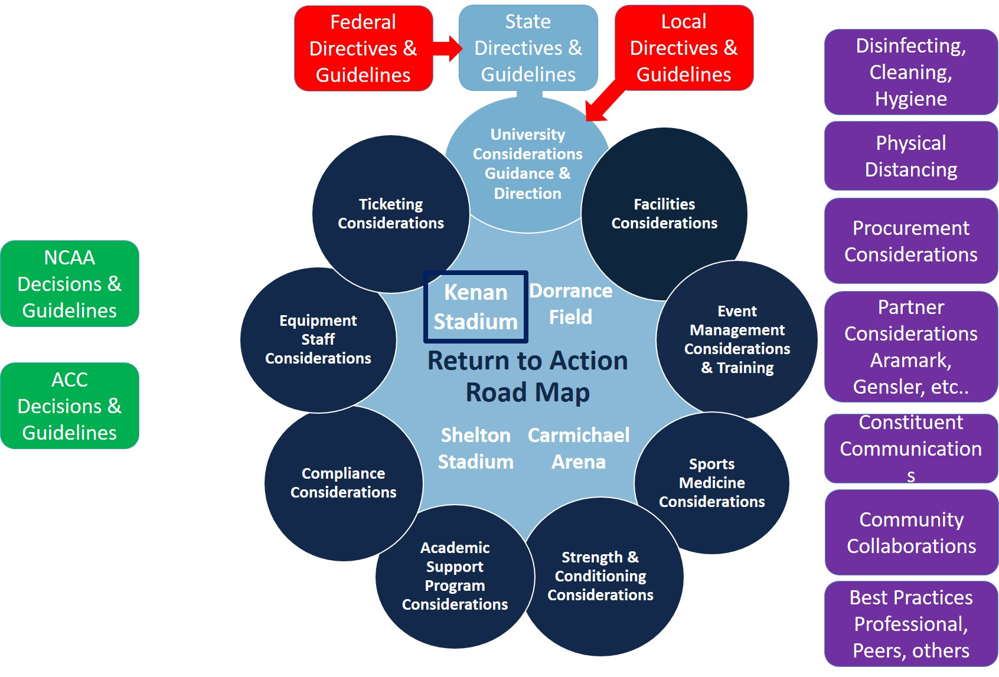 Federal
Directives &
Guidelines
State
Directives &
Guidelines
Local
Directives &
Guidelines
University
Considerations
Guidance &
Direction
Ticketing
Considerations
Facilities
Considerations
Equipment
Staff
Considerations
Event
Management
Considerations
& Training
Compliance
Considerations
Sports
Medicine
Considerations
Academic
Support
Program
Considerations
Strength &
Conditioning
Considerations
Kenan
Stadium
Dorrance
Field
Return to Action
Road Map
Shelton
Stadium
Carmichael
Arena
NCAA
Decisions &
Guidelines
ACC
Decisions &
Guidelines
Disinfecting,
Cleaning,
Hygiene
Physical
Distancing
Procurement
Considerations
Partner
Considerations
Aramark,
Gensler, etc..
Constituent
Communication
s
Community
Collaborations
Best Practices
Professional,
Peers, others